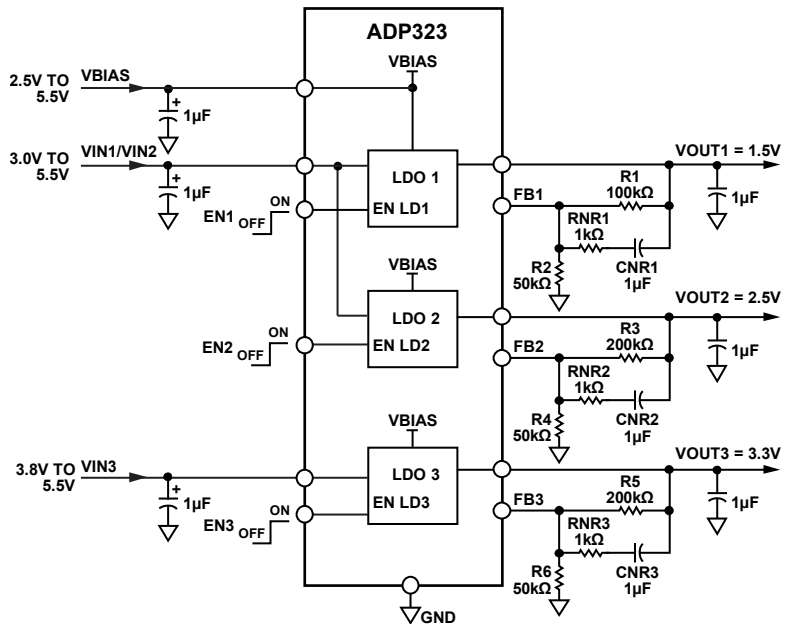 ADP323
VBIAS
2.5V TO
5.5V
VBIAS
+
1µF
3.0V TO
5.5V
VIN1/VIN2
+
1µF
LDO 1
EN LD1
EN1
OFF
ON
VOUT1 = 1.5V
FB1
R1
100kΩ
RNR1
1kΩ
CNR1
1µF
R2
50kΩ
1µF
VBIAS
LDO 2
EN LD2
EN2
OFF
ON
VOUT2 = 2.5V
FB2
R3
200kΩ
RNR2
1kΩ
CNR2
1µF
R4
50kΩ
1µF
VBIAS
3.8V TO
5.5V
VIN3
+
1µF
LDO 3
EN LD3
EN3
OFF
ON
VOUT3 = 3.3V
FB3
R5
200kΩ
RNR3
1kΩ
CNR3
1µF
R6
50kΩ
1µF
GND